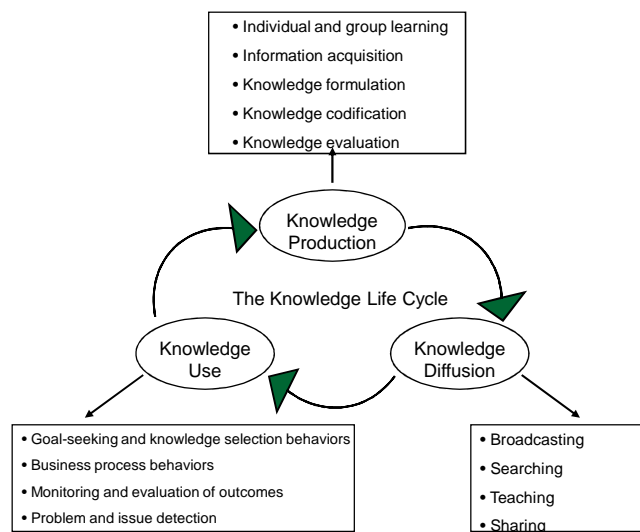 • Individual and group learning
• Information acquisition
• Knowledge formulation
• Knowledge codification
• Knowledge evaluation
Knowledge
Production
The Knowledge Life Cycle
Knowledge
Use
Knowledge
Diffusion
• Goal-seeking and knowledge selection behaviors
• Business process behaviors
• Monitoring and evaluation of outcomes
• Problem and issue detection
• Broadcasting
• Searching
• Teaching
• Sharing